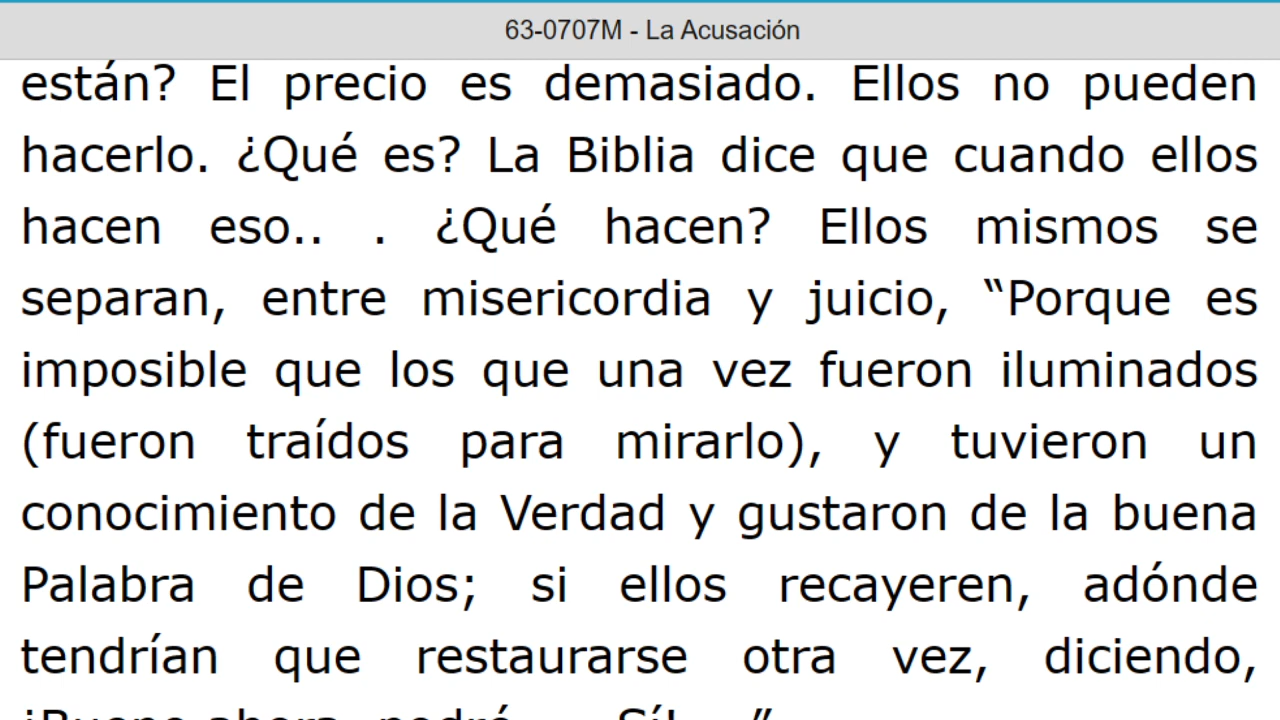 63-0707M - La Acusación
están? El precio es demasiado. Ellos no pueden
hacerlo. ¿Qué es? La Biblia dice que cuando ellos
hacen eso.. . ¿Qué hacen? Ellos mismos se
separan, entre misericordia y juicio, “Porque es
imposible que los que una vez fueron iluminados
(fueron traídos para mirarlo), y tuvieron un
conocimiento de la Verdad y gustaron de la buena
Palabra de Dios; si ellos recayeren, adónde
tendrían que restaurarse otra vez, diciendo,